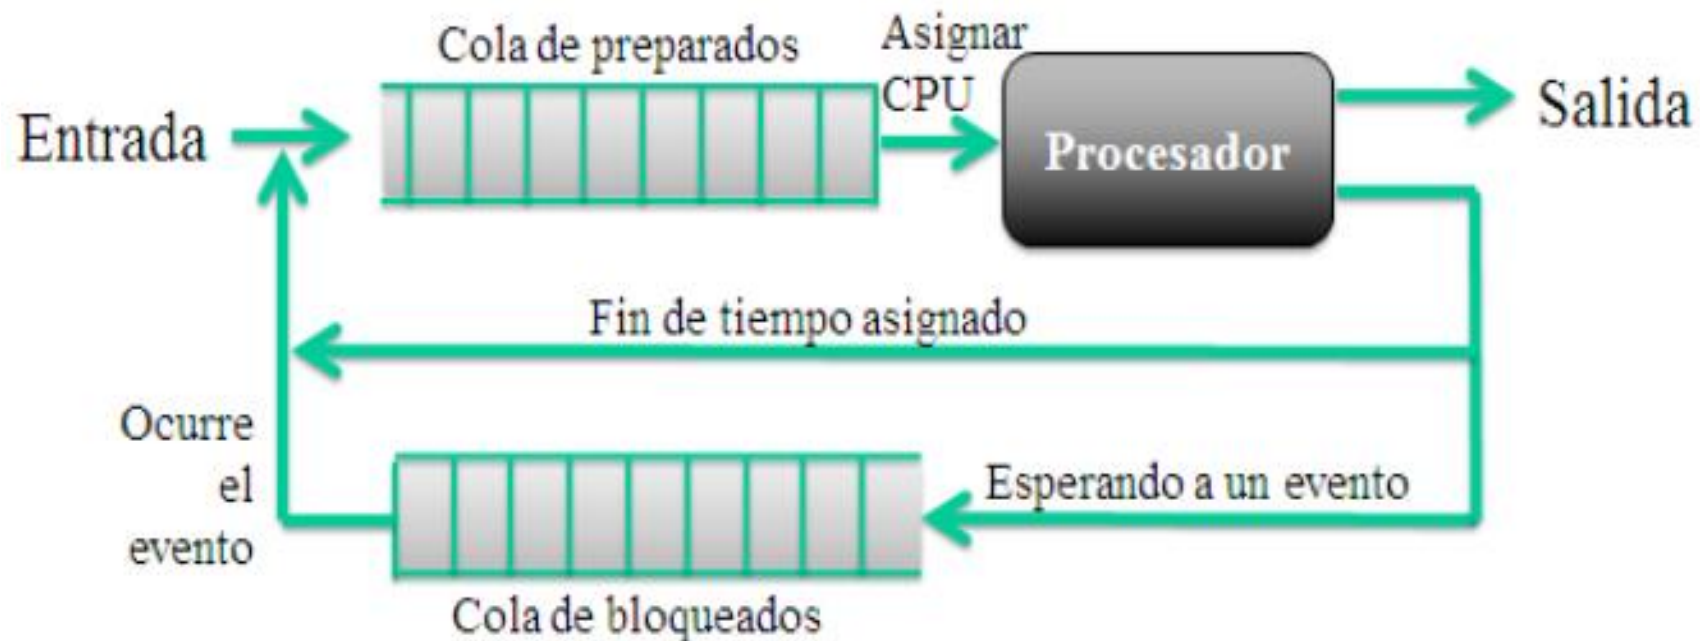 Cola de preparados
Asignar
CPU
Entrada
Procesador
Salida
Fin de tiempo asignado
Ocurre
el
evento
Esperando a un evento
Cola de bloqueados